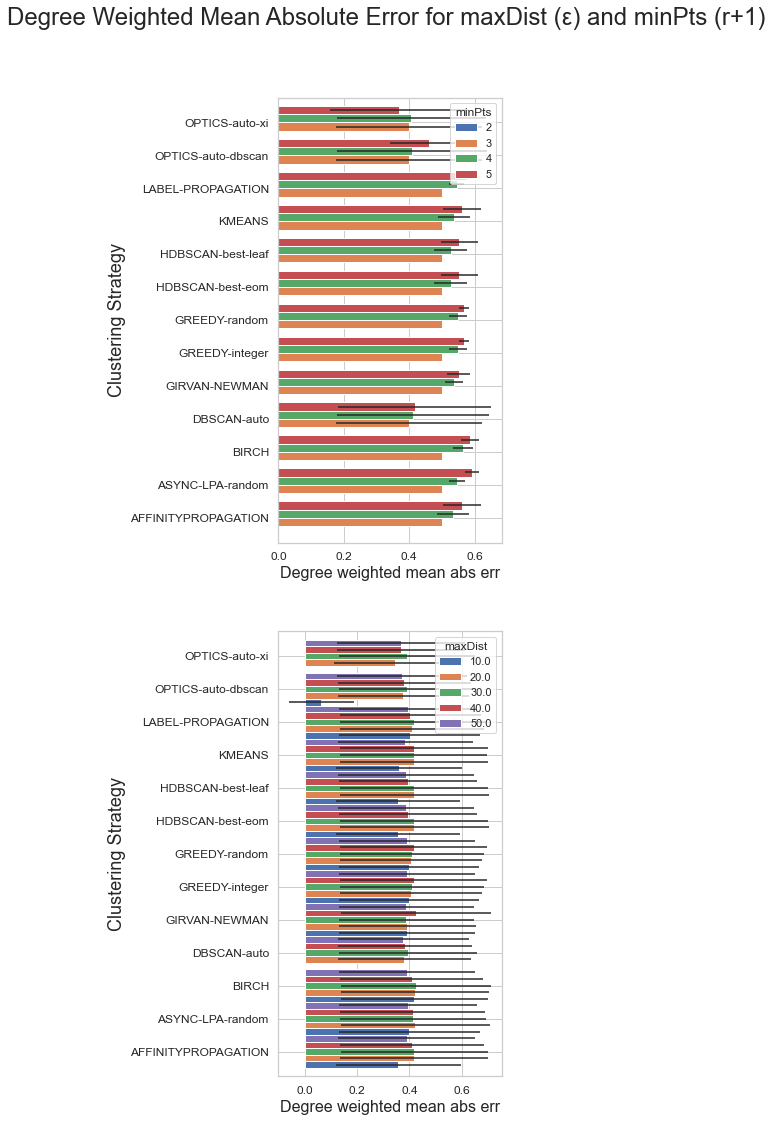 Degree Weighted Mean Absolute Error for maxDist (ε) and minPts (r+1)
minPts
2
3
4
5
OPTICS-auto-xi
OPTICS-auto-dbscan
LABEL-PROPAGATION
KMEANS
HDBSCAN-best-leaf
HDBSCAN-best-eom
GREEDY-random
GREEDY-integer
GIRVAN-NEWMAN
DBSCAN-auto
BIRCH
ASYNC-LPA-random
AFFINITYPROPAGATION
Clustering Strategy
0.0 0.2 0.4 0.6
Degree weighted mean abs err
maxDist
10.0
20.0
30.0
40.0
50.0
OPTICS-auto-xi
OPTICS-auto-dbscan
LABEL-PROPAGATION
KMEANS
HDBSCAN-best-leaf
HDBSCAN-best-eom
GREEDY-random
GREEDY-integer
GIRVAN-NEWMAN
DBSCAN-auto
BIRCH
ASYNC-LPA-random
AFFINITYPROPAGATION
Clustering Strategy
0.0 0.2 0.4 0.6
Degree weighted mean abs err